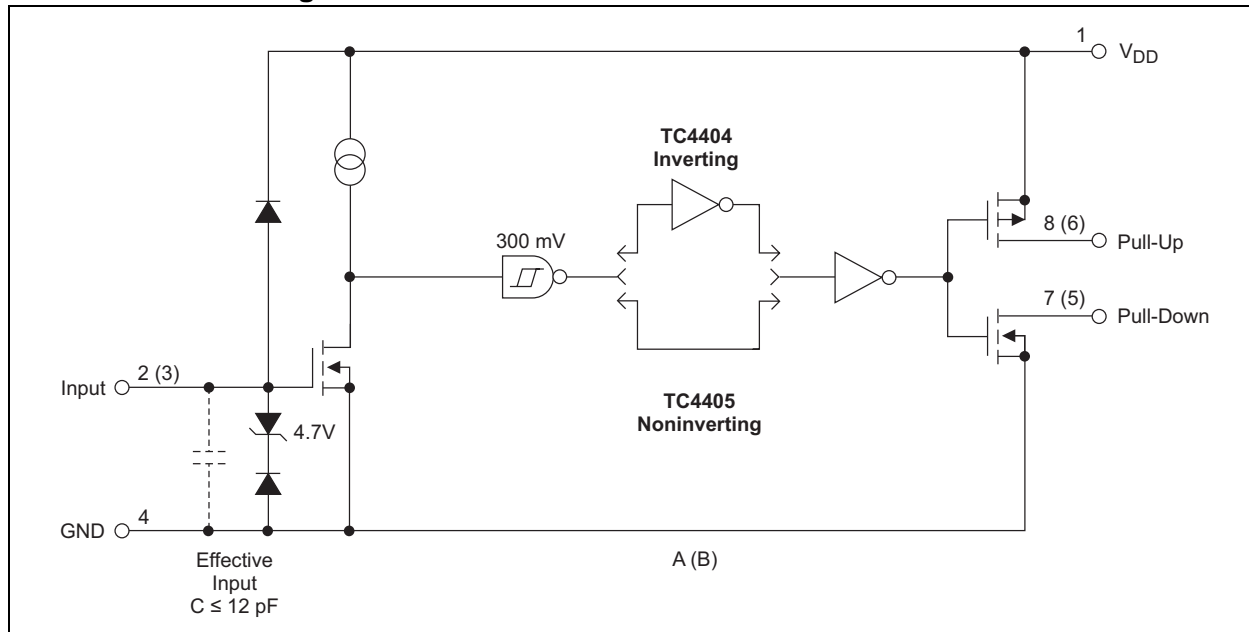 1
V_DD
TC4404
Inverting
300 mV
8 (6)
Pull-Up
7 (5)
Pull-Down
2 (3)
Input
4.7V
TC4405
Noninverting
4
GND
A (B)
Effective
Input
C ≤ 12 pF